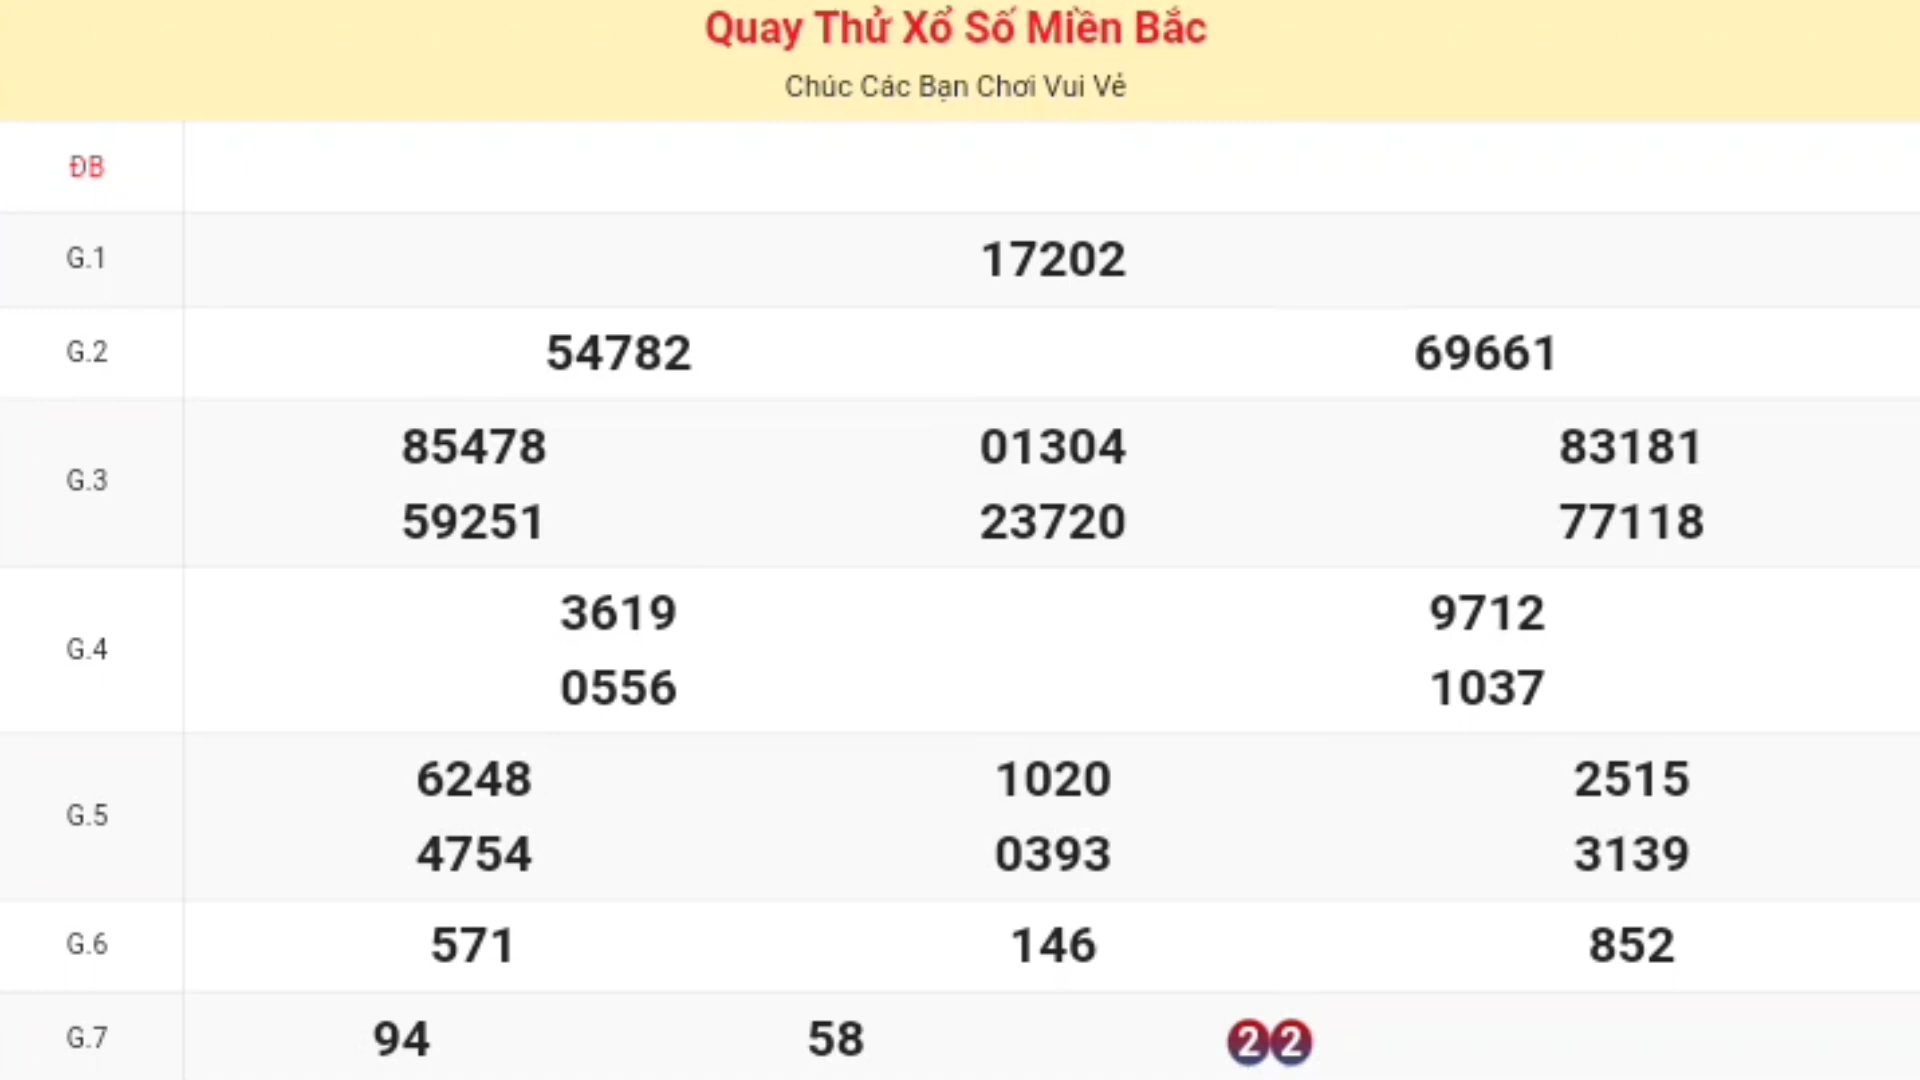 Quay Thử Xổ Số Miền Bắc
Chúc Các Bạn Chơi Vui Vẻ
ĐB
G.1 17202
G.2 54782 69661
G.3 85478 01304 83181
59251 23720 77118
G.4 3619 9712
0556 1037
G.5 6248 1020 2515
4754 0393 3139
G.6 571 146 852
G.7 94 58 22